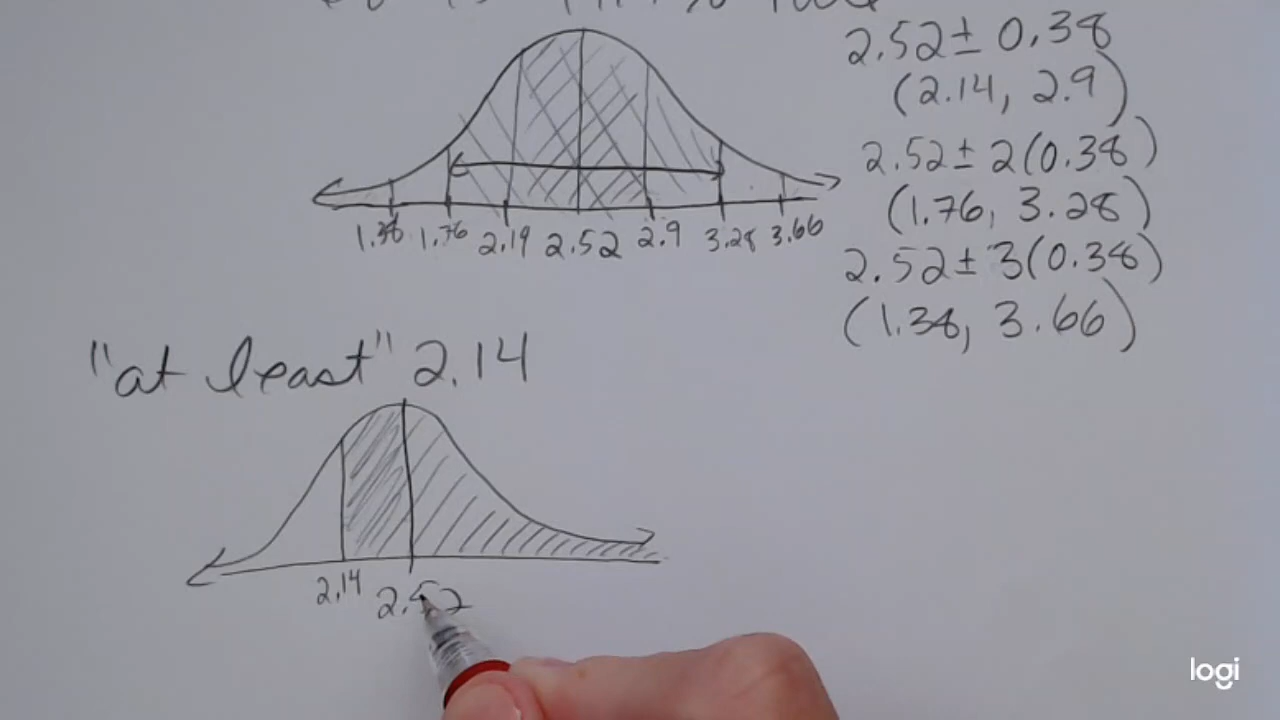 2.52 ± 0.38
(2.14, 2.9)
2.52 ± 2(0.38)
(1.76, 3.28)
2.52 ± 3(0.38)
(1.38, 3.66)
1.38 1.76 2.19 2.52 2.9 3.28 3.66
"at least" 2.14
2.14 2.52
logi